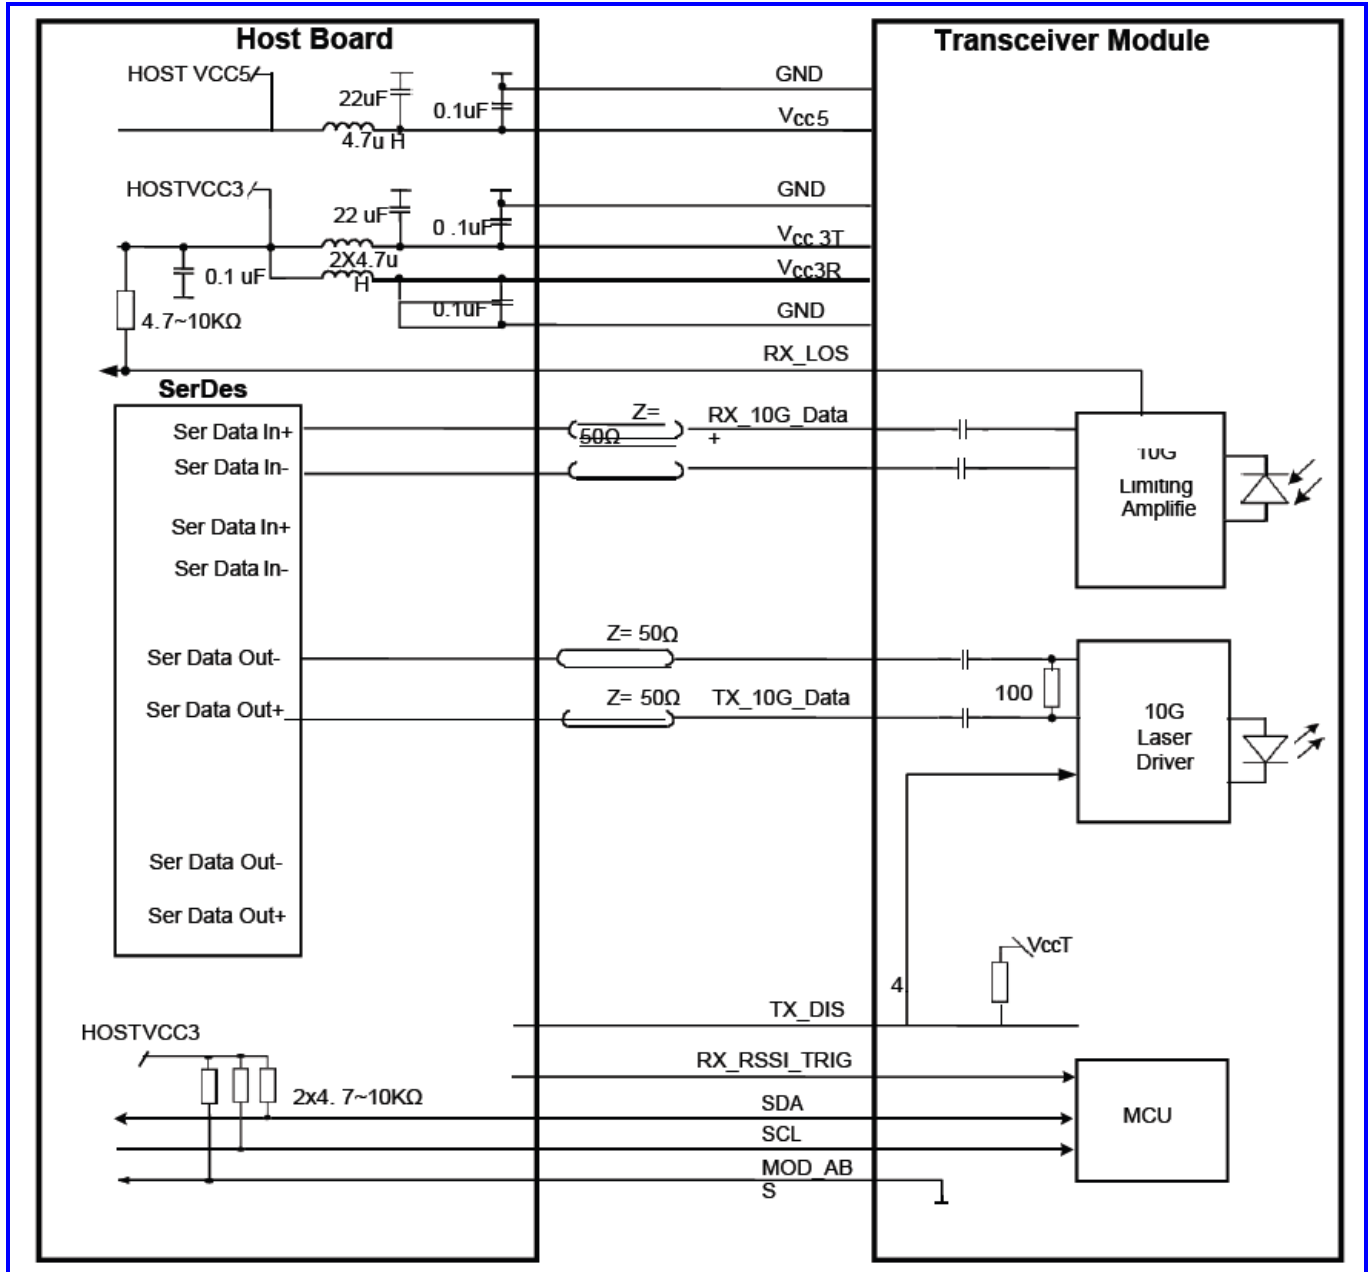 Host Board
Transceiver Module
HOST VCC5
22uF
0.1uF
4.7u H
GND
Vcc5
HOSTVCC3
22 uF
0 .1uF
0.1 uF
2X4.7u
H
0.1uF
4.7~10KΩ
GND
Vcc 3T
Vcc3R
GND
RX_LOS
SerDes
Ser Data In+
Ser Data In-
Ser Data In+
Ser Data In-
Ser Data Out-
Ser Data Out+
Ser Data Out-
Ser Data Out+
Z=
50Ω
RX_10G_Data
+
10G
Limiting
Amplifie
Z= 50Ω
Z= 50Ω
TX_10G_Data
100
10G
Laser
Driver
VccT
4
TX_DIS
HOSTVCC3
2x4. 7~10KΩ
RX_RSSI_TRIG
SDA
SCL
MOD_AB
S
MCU